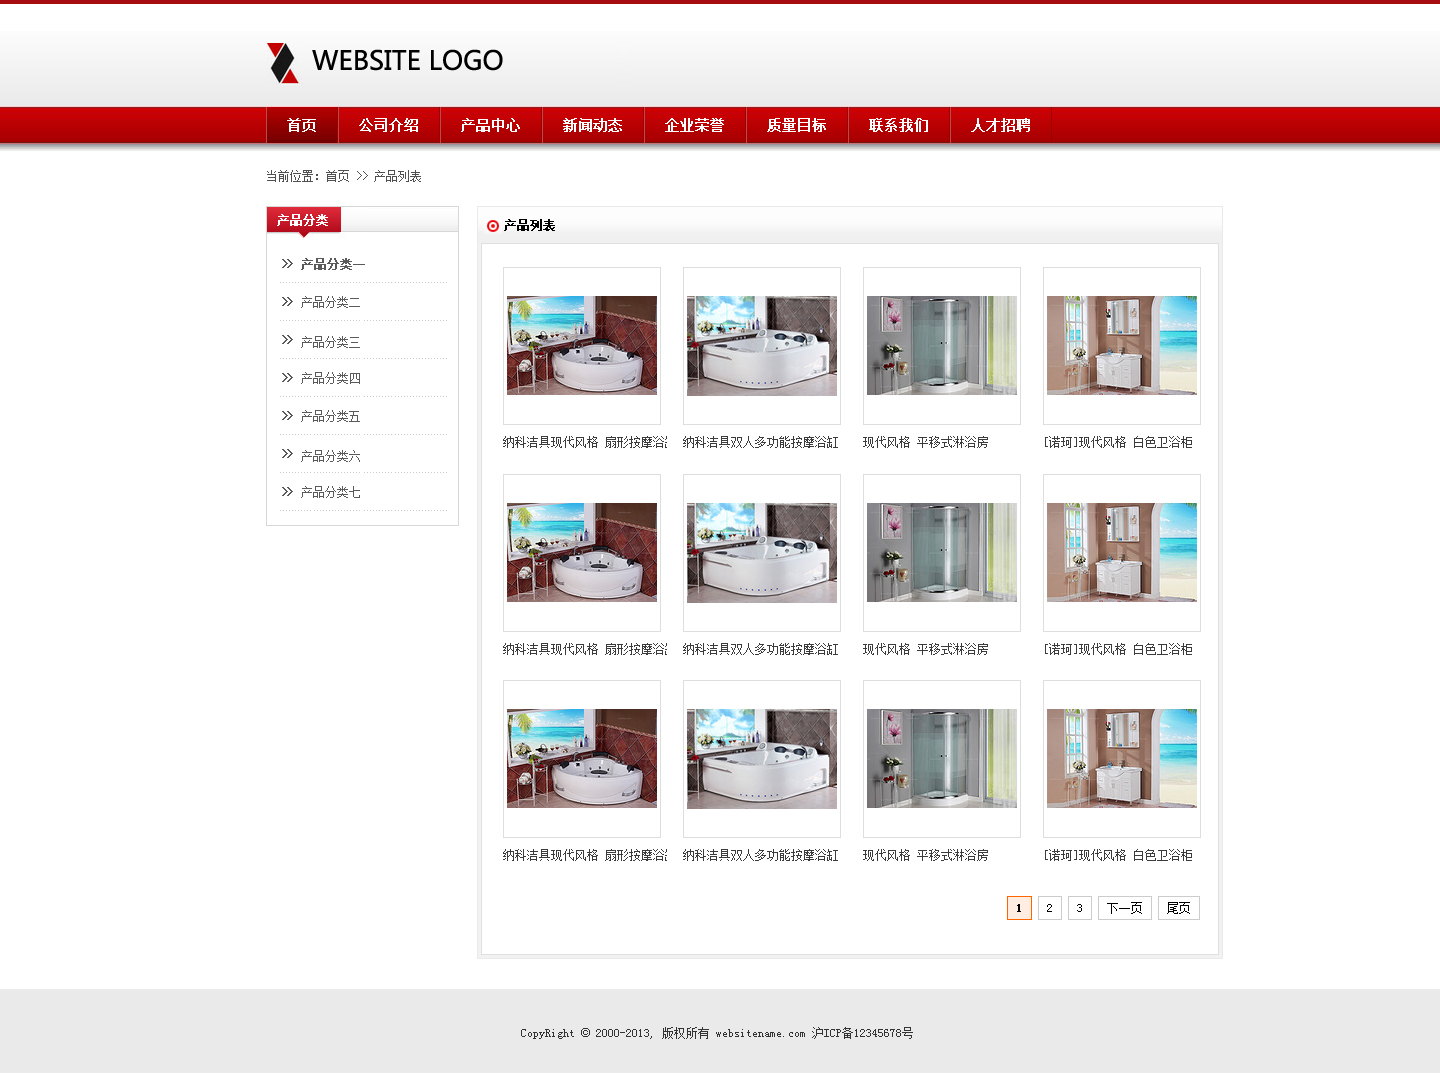 WEBSITE LOGO
首页 公司介绍 产品中心 新闻动态 企业荣誉 质量目标 联系我们 人才招聘
当前位置：首页 >> 产品列表
产品分类
产品分类一
产品分类二
产品分类三
产品分类四
产品分类五
产品分类六
产品分类七
产品列表
纳科洁具现代风格 扇形按摩浴 纳科洁具双人多功能按摩浴缸 现代风格 平移式淋浴房 [诺珂]现代风格 白色卫浴柜
纳科洁具现代风格 扇形按摩浴 纳科洁具双人多功能按摩浴缸 现代风格 平移式淋浴房 [诺珂]现代风格 白色卫浴柜
纳科洁具现代风格 扇形按摩浴 纳科洁具双人多功能按摩浴缸 现代风格 平移式淋浴房 [诺珂]现代风格 白色卫浴柜
1 2 3 下一页 尾页
CopyRight © 2000-2013, 版权所有 websitename.com 沪ICP备12345678号